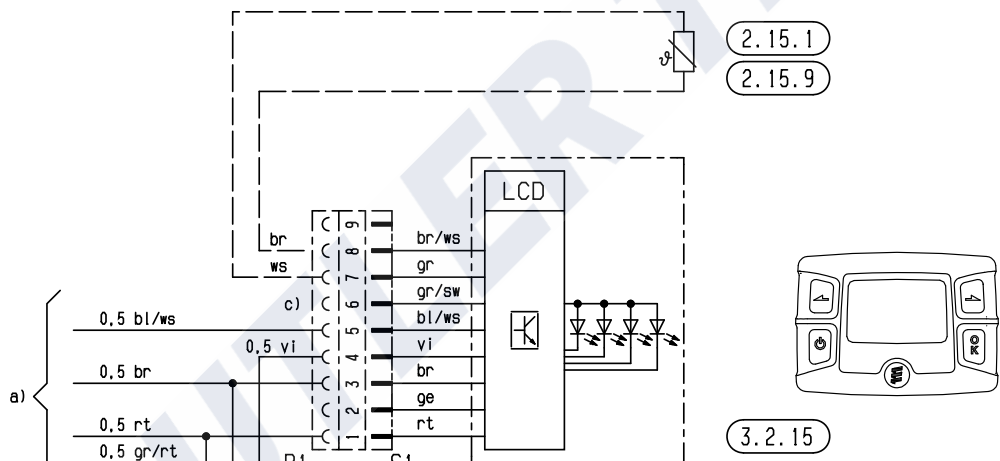 2.15.1
ϑ
2.15.9
LCD
9
br
8
br/ws
ws
7
gr
c)
6
gr/sw
0,5 bl/ws
5
bl/ws
0,5 vi
4
vi
0,5 br
3
br
a)
2
ge
OK
0,5 rt
1
rt
3.2.15
0,5 gr/rt